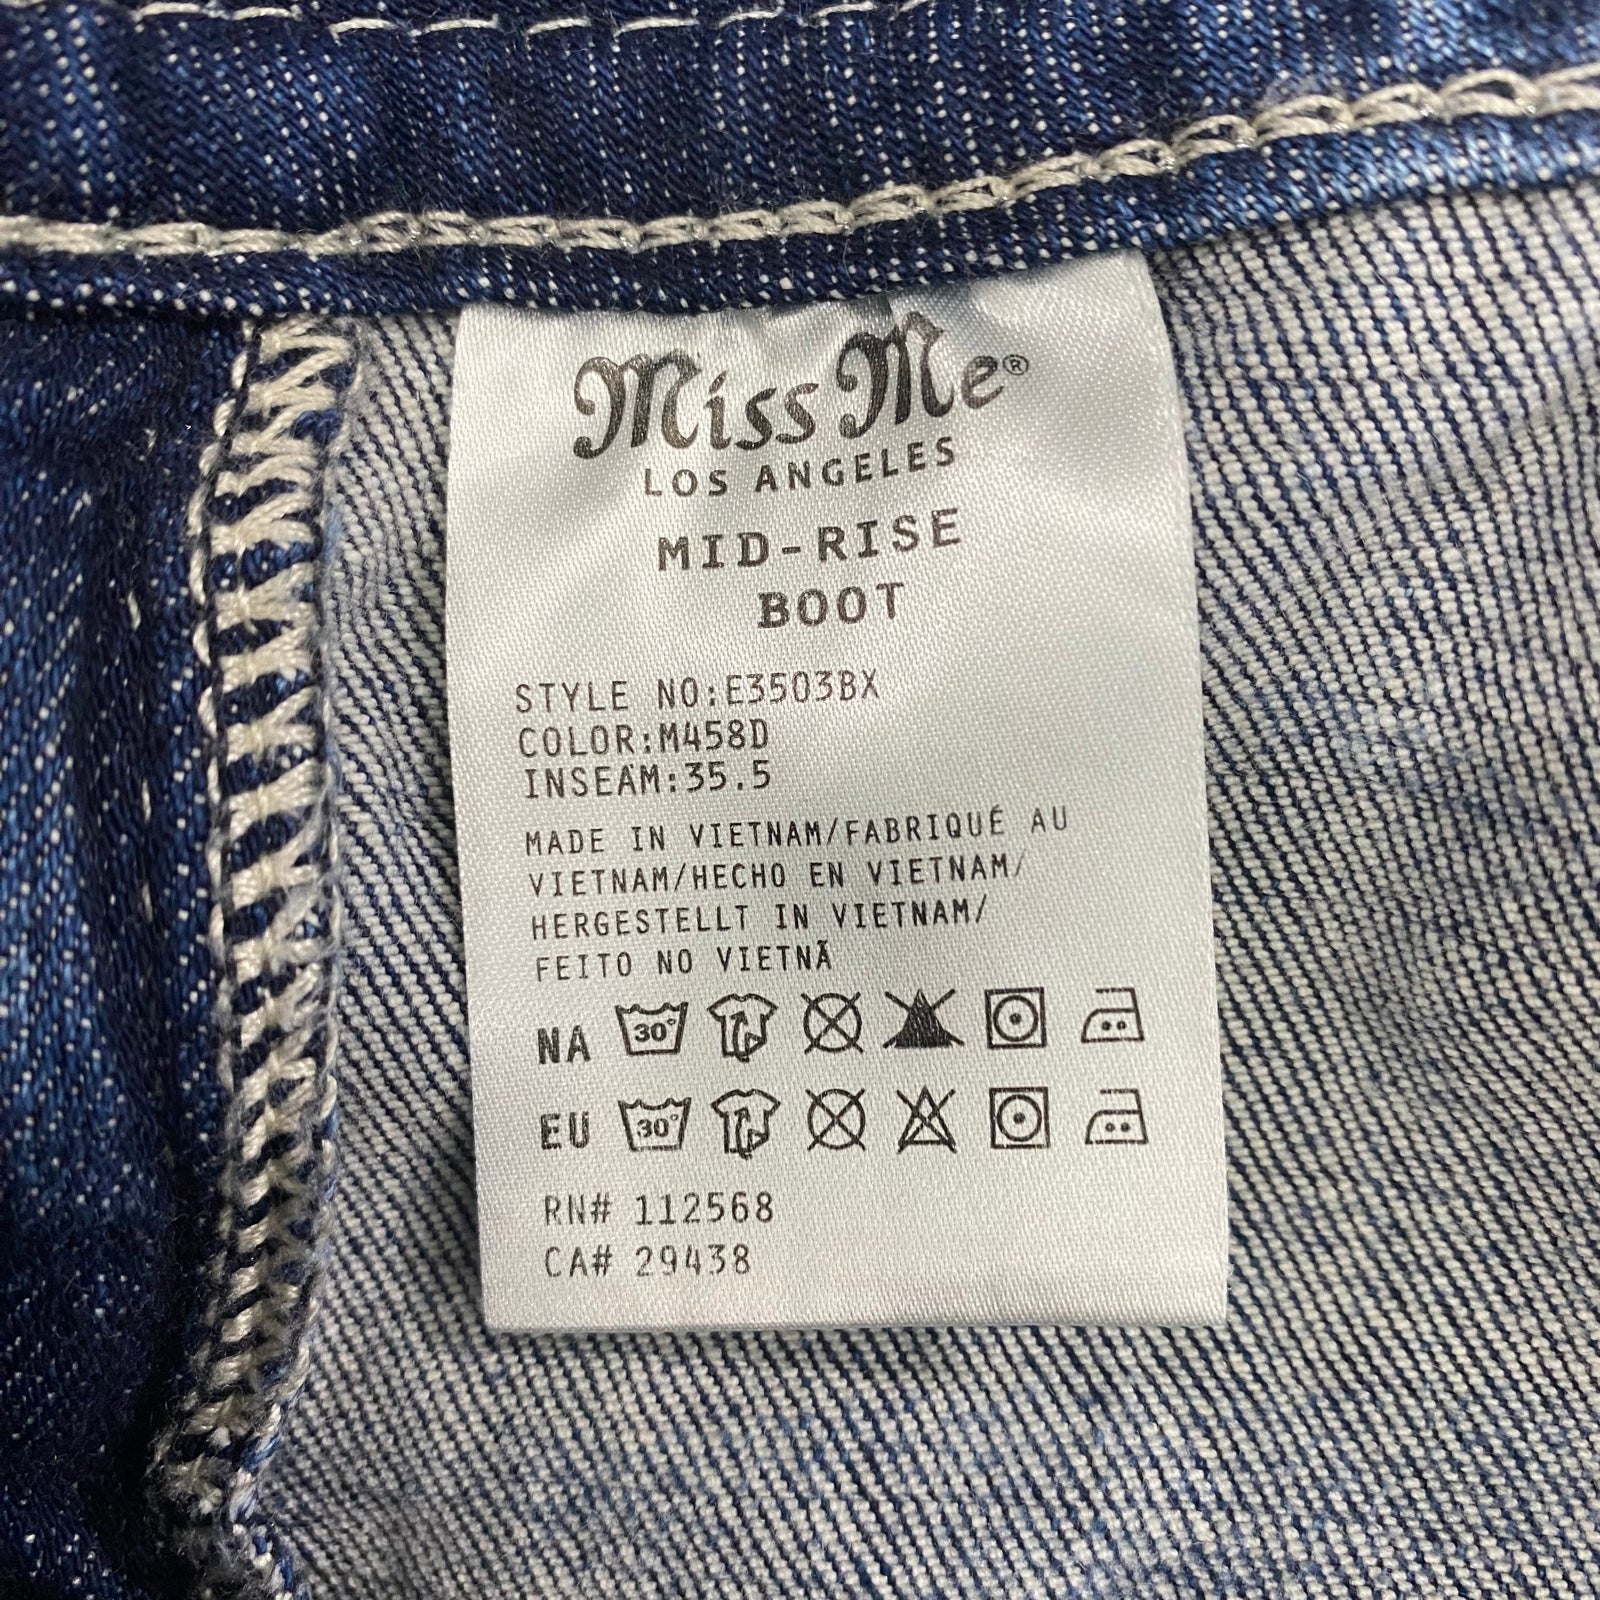 Miss Me®
LOS ANGELES
MID-RISE
BOOT
STYLE NO:E3503BX
COLOR:M458D
INSEAM:35.5
MADE IN VIETNAM/FABRIQUÉ AU
VIETNAM/HECHO EN VIETNAM/
HERGESTELLT IN VIETNAM/
FEITO NO VIETNÃ
NA 30°
EU 30°
RN# 112568
CA# 29438